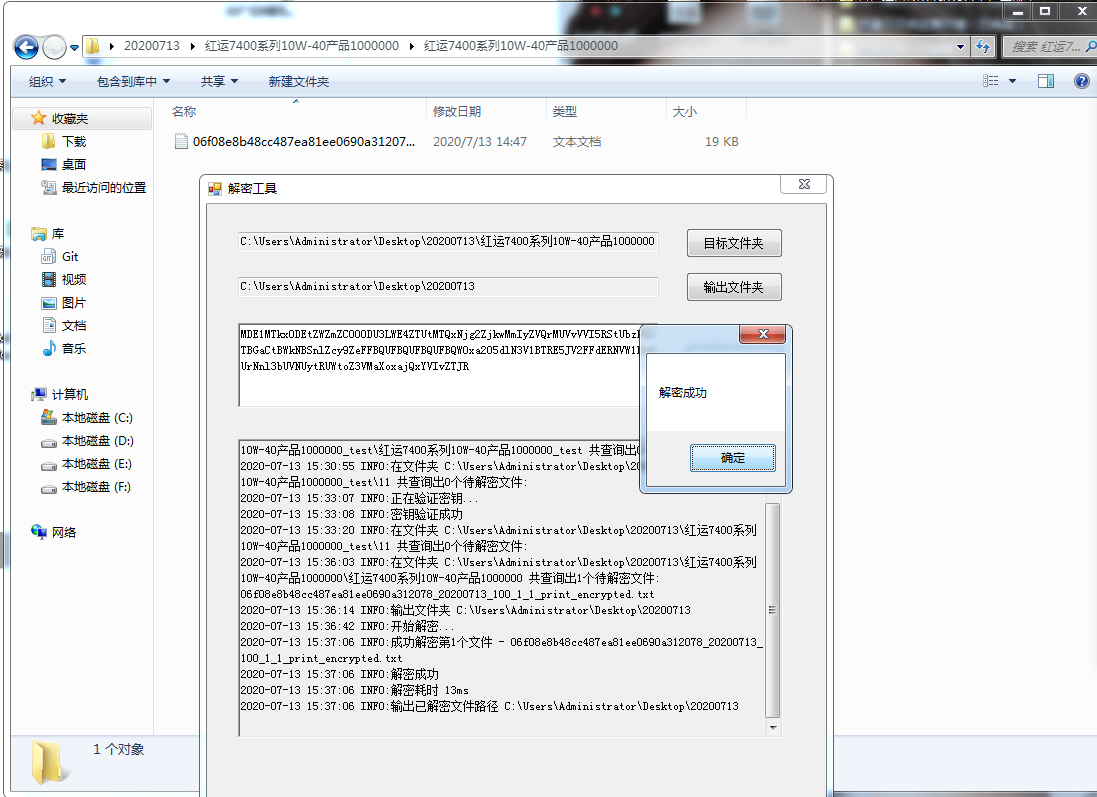 20200713 ▸ 红运7400系列10W-40产品1000000 ▸ 红运7400系列10W-40产品1000000
搜索 红运7...
组织 包含到库中 共享 新建文件夹
收藏夹
下载
桌面
最近访问的位置
库
Git
视频
图片
文档
音乐
计算机
本地磁盘 (C:)
本地磁盘 (D:)
本地磁盘 (E:)
本地磁盘 (F:)
网络
名称 修改日期 类型 大小
06f08e8b48cc487ea81ee0690a31207... 2020/7/13 14:47 文本文档 19 KB
解密工具
C:\Users\Administrator\Desktop\20200713\红运7400系列10W-40产品1000000
目标文件夹
C:\Users\Administrator\Desktop\20200713
输出文件夹
解密成功
确定
10W-40产品1000000_test\红运7400系列10W-40产品1000000_test 共查询出
2020-07-13 15:30:55 INFO:在文件夹 C:\Users\Administrator\Desktop\20
10W-40产品1000000_test\11 共查询出0个待解密文件:
2020-07-13 15:33:07 INFO:正在验证密钥...
2020-07-13 15:33:08 INFO:密钥验证成功
2020-07-13 15:33:20 INFO:在文件夹 C:\Users\Administrator\Desktop\20200713\红运7400系列
10W-40产品1000000_test\11 共查询出0个待解密文件:
2020-07-13 15:36:03 INFO:在文件夹 C:\Users\Administrator\Desktop\20200713\红运7400系列
10W-40产品1000000\红运7400系列10W-40产品1000000 共查询出1个待解密文件:
06f08e8b48cc487ea81ee0690a312078_20200713_100_1_1_print_encrypted.txt
2020-07-13 15:36:14 INFO:输出文件夹 C:\Users\Administrator\Desktop\20200713
2020-07-13 15:36:42 INFO:开始解密...
2020-07-13 15:37:06 INFO:成功解密第1个文件 - 06f08e8b48cc487ea81ee0690a312078_20200713_
100_1_1_print_encrypted.txt
2020-07-13 15:37:06 INFO:解密成功
2020-07-13 15:37:06 INFO:解密耗时 13ms
2020-07-13 15:37:06 INFO:输出已解密文件路径 C:\Users\Administrator\Desktop\20200713
1 个对象